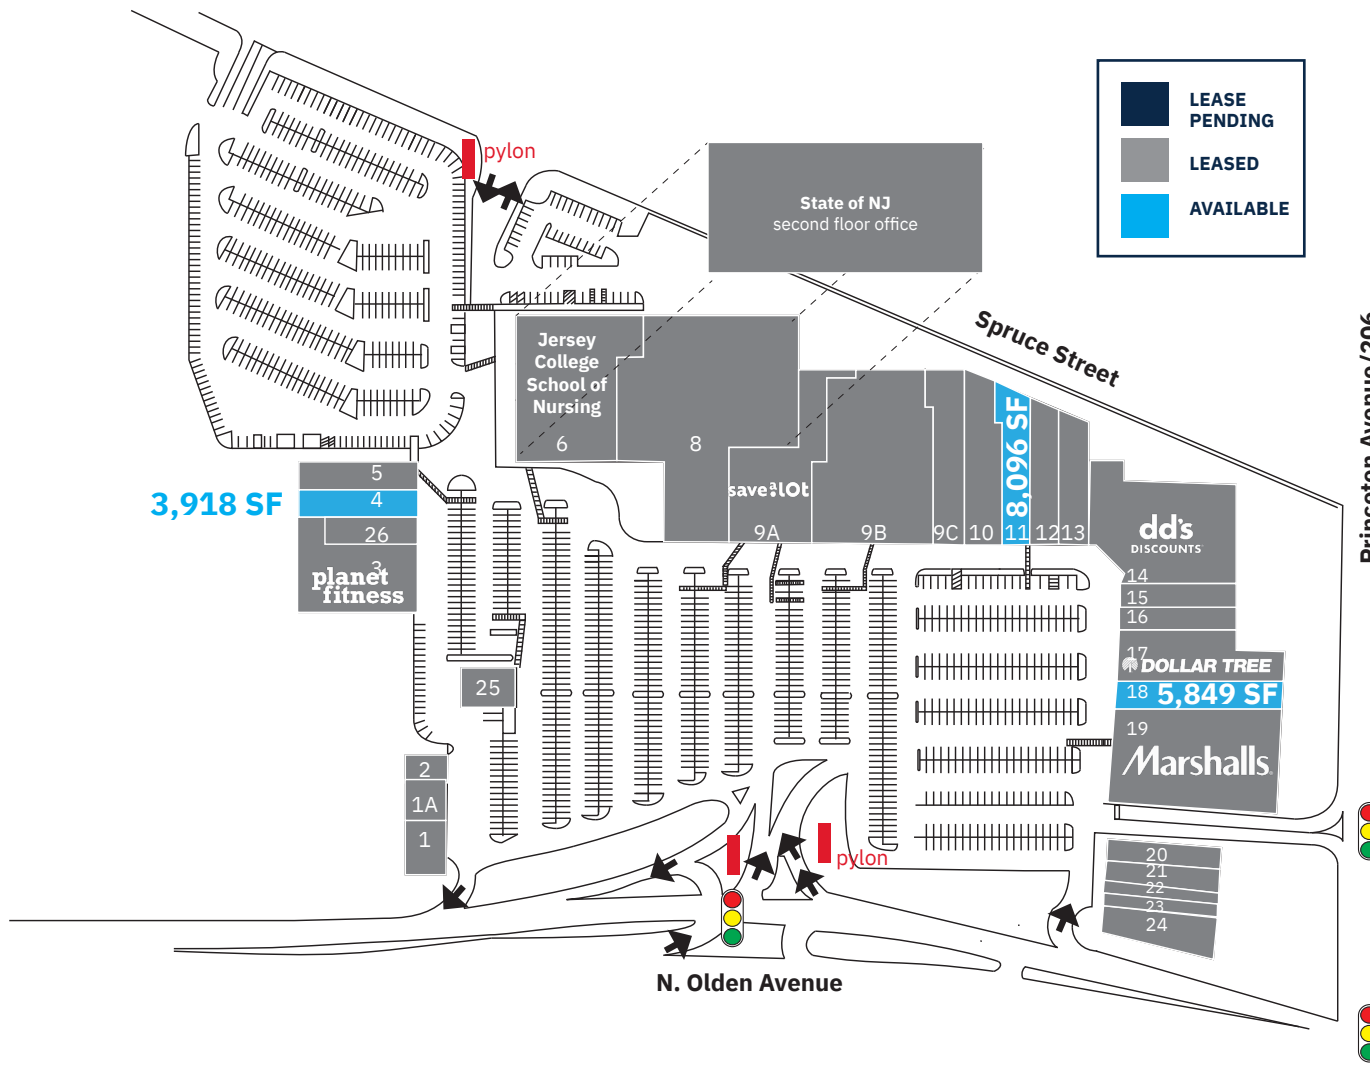 pylon
LEASE
PENDING
LEASED
AVAILABLE
State of NJ
second floor office
Spruce Street
Princeton Avenue/206
Jersey
College
School of
Nursing
6
8
save a lOt
9A
9B
9C
10
11
8,096 SF
12
13
5
3,918 SF
4
26
3
planet
fitness
dd's
DISCOUNTS
14
15
16
17
DOLLAR TREE
18 5,849 SF
19
Marshalls
25
2
1A
1
pylon
20
21
22
23
24
N. Olden Avenue